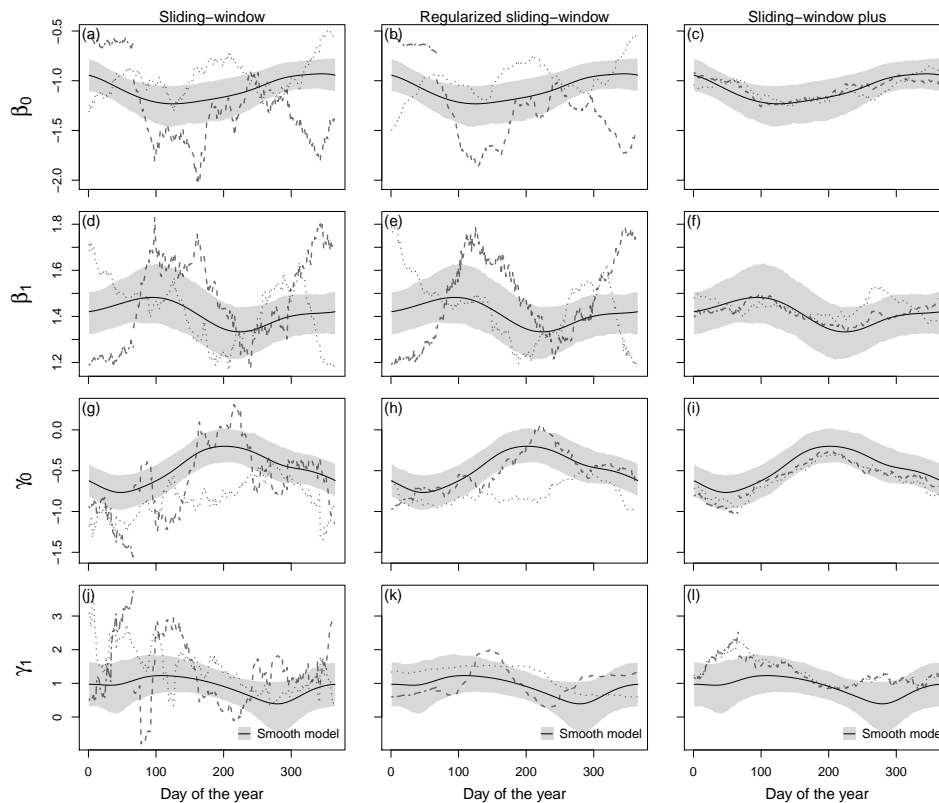 Sliding−window Regularized sliding−window Sliding−window plus
(a) (b) (c)
−0.5
−1.0
−1.5
−2.0
β0
(d) (e) (f)
1.8
1.6
1.4
1.2
β1
(g) (h) (i)
0.0
−0.5
−1.0
−1.5
γ0
(j) (k) (l)
3
2
1
0
γ1
Smooth model Smooth model Smooth model
0 100 200 300 0 100 200 300 0 100 200 300
Day of the year Day of the year Day of the year